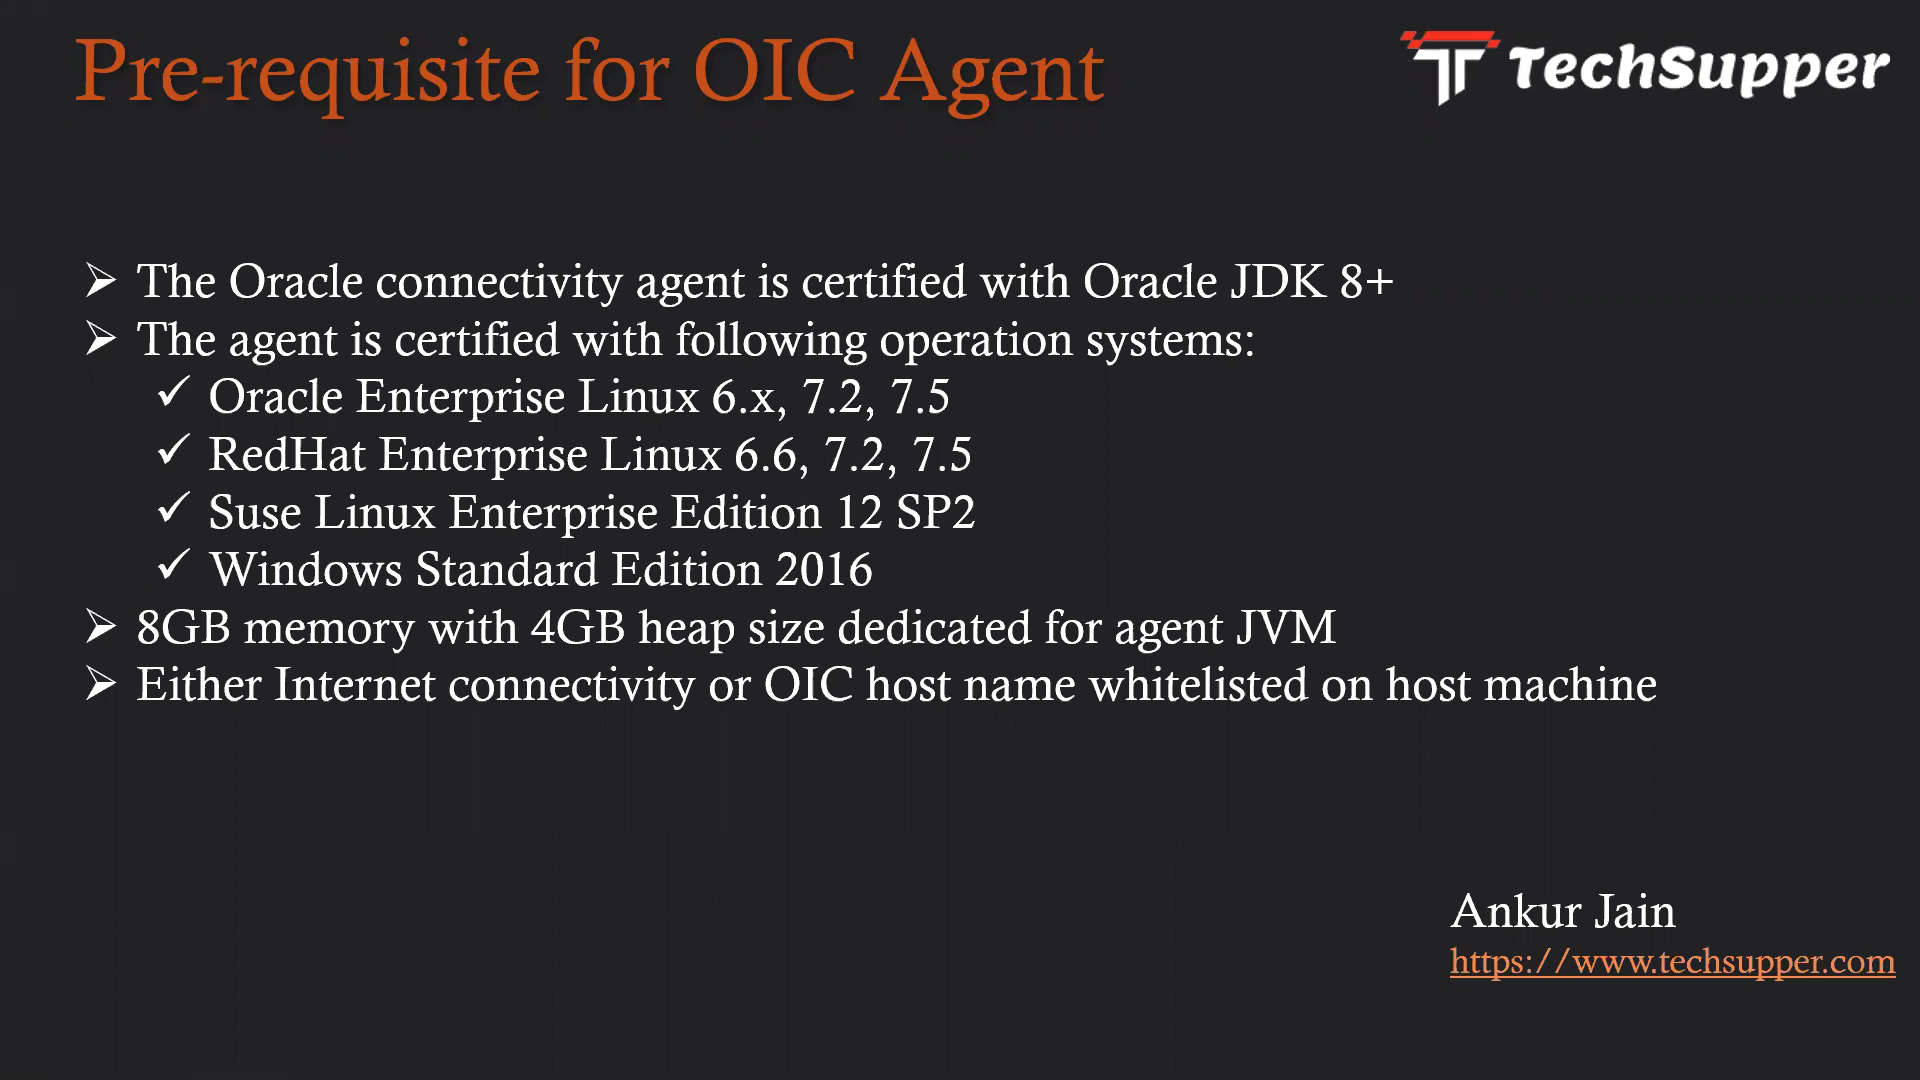 Pre-requisite for OIC Agent
TechSupper
➢ The Oracle connectivity agent is certified with Oracle JDK 8+
➢ The agent is certified with following operation systems:
✓ Oracle Enterprise Linux 6.x, 7.2, 7.5
✓ RedHat Enterprise Linux 6.6, 7.2, 7.5
✓ Suse Linux Enterprise Edition 12 SP2
✓ Windows Standard Edition 2016
➢ 8GB memory with 4GB heap size dedicated for agent JVM
➢ Either Internet connectivity or OIC host name whitelisted on host machine
Ankur Jain
https://www.techsupper.com